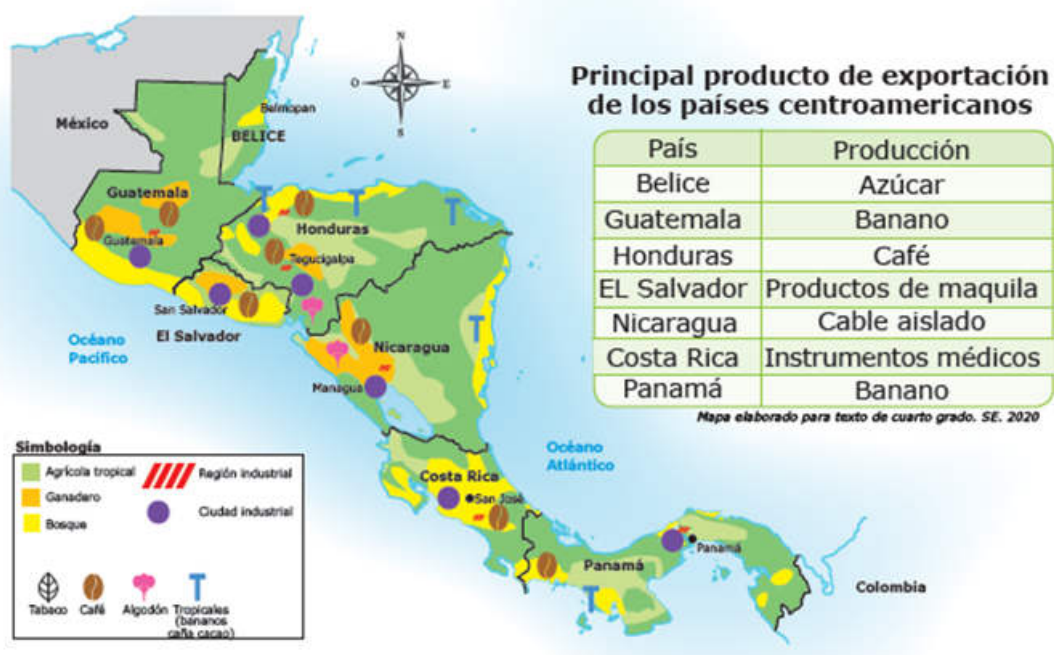 N
O
E
S
México
Belmopan
BELICE
Guatemala
Guatemala
Honduras
Tegucigalpa
San Salvador
El Salvador
Océano
Pacífico
Nicaragua
Managua
Océano
Atlántico
Costa Rica
San José
Panamá
Panamá
Colombia
Principal producto de exportación
de los países centroamericanos
País Producción
Belice Azúcar
Guatemala Banano
Honduras Café
EL Salvador Productos de maquila
Nicaragua Cable aislado
Costa Rica Instrumentos médicos
Panamá Banano
Mapa elaborado para texto de cuarto grado. SE. 2020
Simbología
Agrícola tropical
Región industrial
Ganadero
Ciudad industrial
Bosque
Tabaco
Café
Algodón
Tropicales
(bananos
caña cacao)